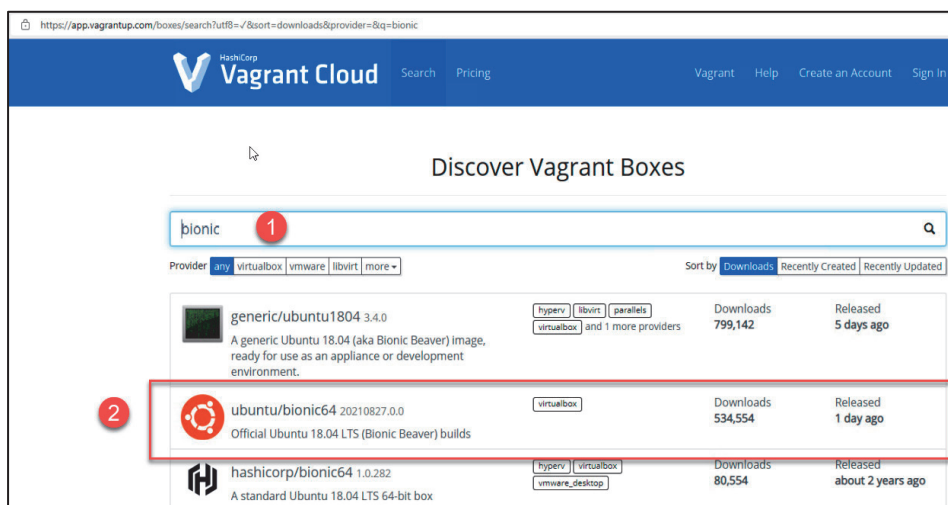 https://app.vagrantup.com/boxes/search?utf8=✓&sort=downloads&provider=&q=bionic
HashiCorp
Vagrant Cloud
Search Pricing Vagrant Help Create an Account Sign In
Discover Vagrant Boxes
bionic 1
Provider any virtualbox vmware libvirt more Sort by Downloads Recently Created Recently Updated
generic/ubuntu1804 3.4.0
A generic Ubuntu 18.04 (aka Bionic Beaver) image,
ready for use as an appliance or development
environment.
hyperv libvirt parallels
virtualbox and 1 more providers
Downloads
799,142
Released
5 days ago
2
ubuntu/bionic64 20210827.0.0
Official Ubuntu 18.04 LTS (Bionic Beaver) builds
virtualbox
Downloads
534,554
Released
1 day ago
hashicorp/bionic64 1.0.282
A standard Ubuntu 18.04 LTS 64-bit box
hyperv virtualbox
vmware_desktop
Downloads
80,554
Released
about 2 years ago